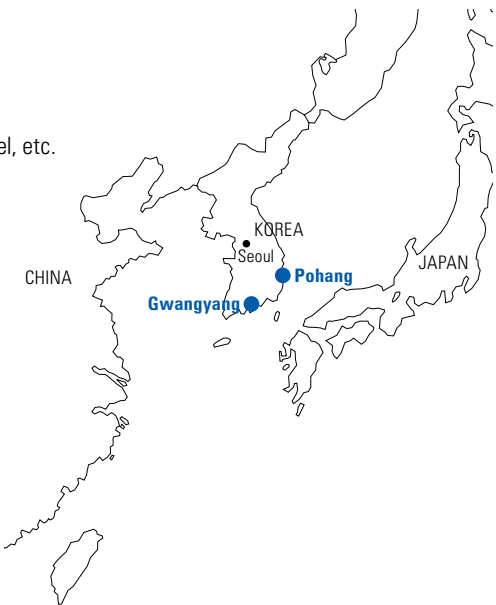 el, etc.
KOREA
Seoul
JAPAN
CHINA
Pohang
Gwangyang